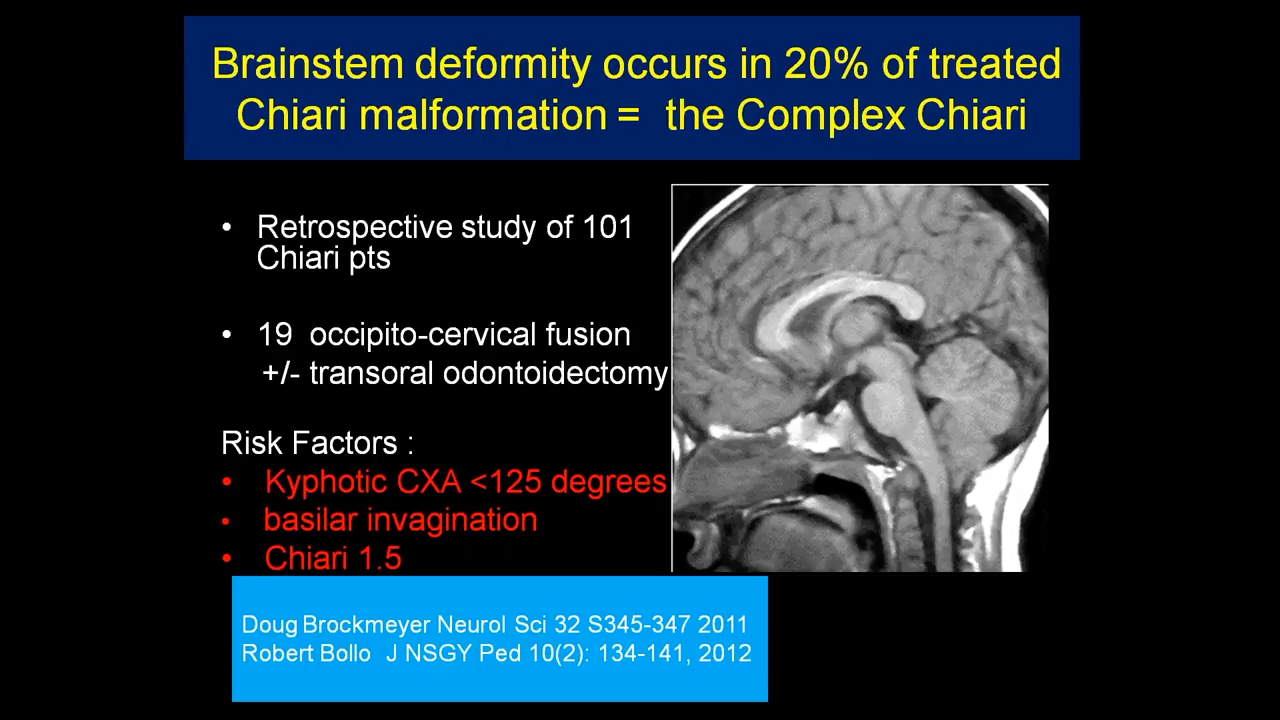 Brainstem deformity occurs in 20% of treated
Chiari malformation = the Complex Chiari
• Retrospective study of 101
Chiari pts
• 19 occipito-cervical fusion
+/- transoral odontoidectomy
Risk Factors :
• Kyphotic CXA <125 degrees
• basilar invagination
• Chiari 1.5
Doug Brockmeyer Neurol Sci 32 S345-347 2011
Robert Bollo J NSGY Ped 10(2): 134-141, 2012